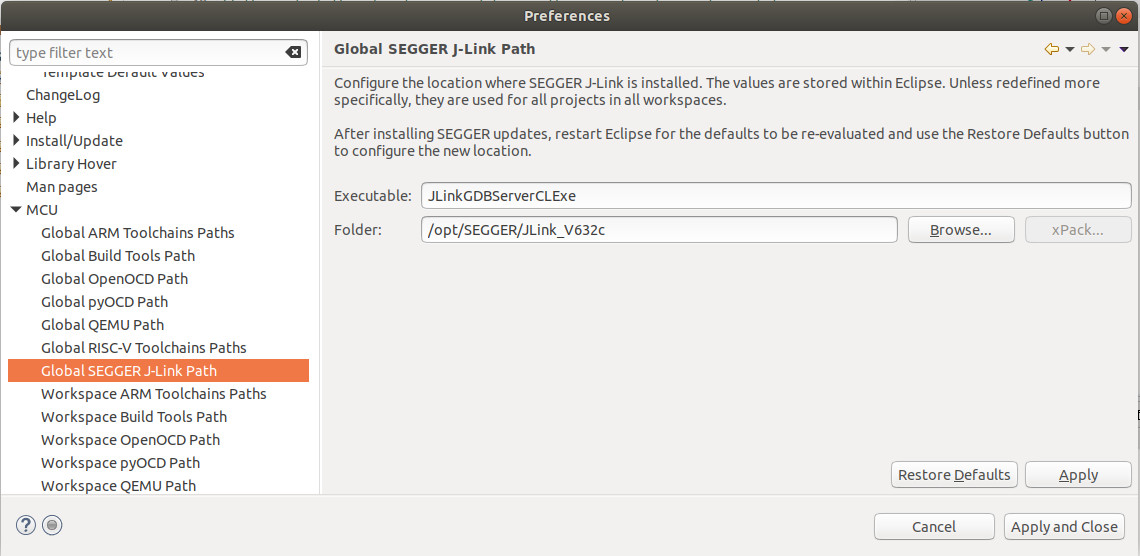 Preferences
type filter text
Template Default Values
ChangeLog
Help
Install/Update
Library Hover
Man pages
MCU
Global ARM Toolchains Paths
Global Build Tools Path
Global OpenOCD Path
Global pyOCD Path
Global QEMU Path
Global RISC-V Toolchains Paths
Global SEGGER J-Link Path
Workspace ARM Toolchains Paths
Workspace Build Tools Path
Workspace OpenOCD Path
Workspace pyOCD Path
Workspace QEMU Path
Global SEGGER J-Link Path
Configure the location where SEGGER J-Link is installed. The values are stored within Eclipse. Unless redefined more
specifically, they are used for all projects in all workspaces.
After installing SEGGER updates, restart Eclipse for the defaults to be re-evaluated and use the Restore Defaults button
to configure the new location.
Executable: JLinkGDBServerCLExe
Folder: /opt/SEGGER/JLink_V632c Browse... xPack...
Restore Defaults Apply
? Cancel Apply and Close